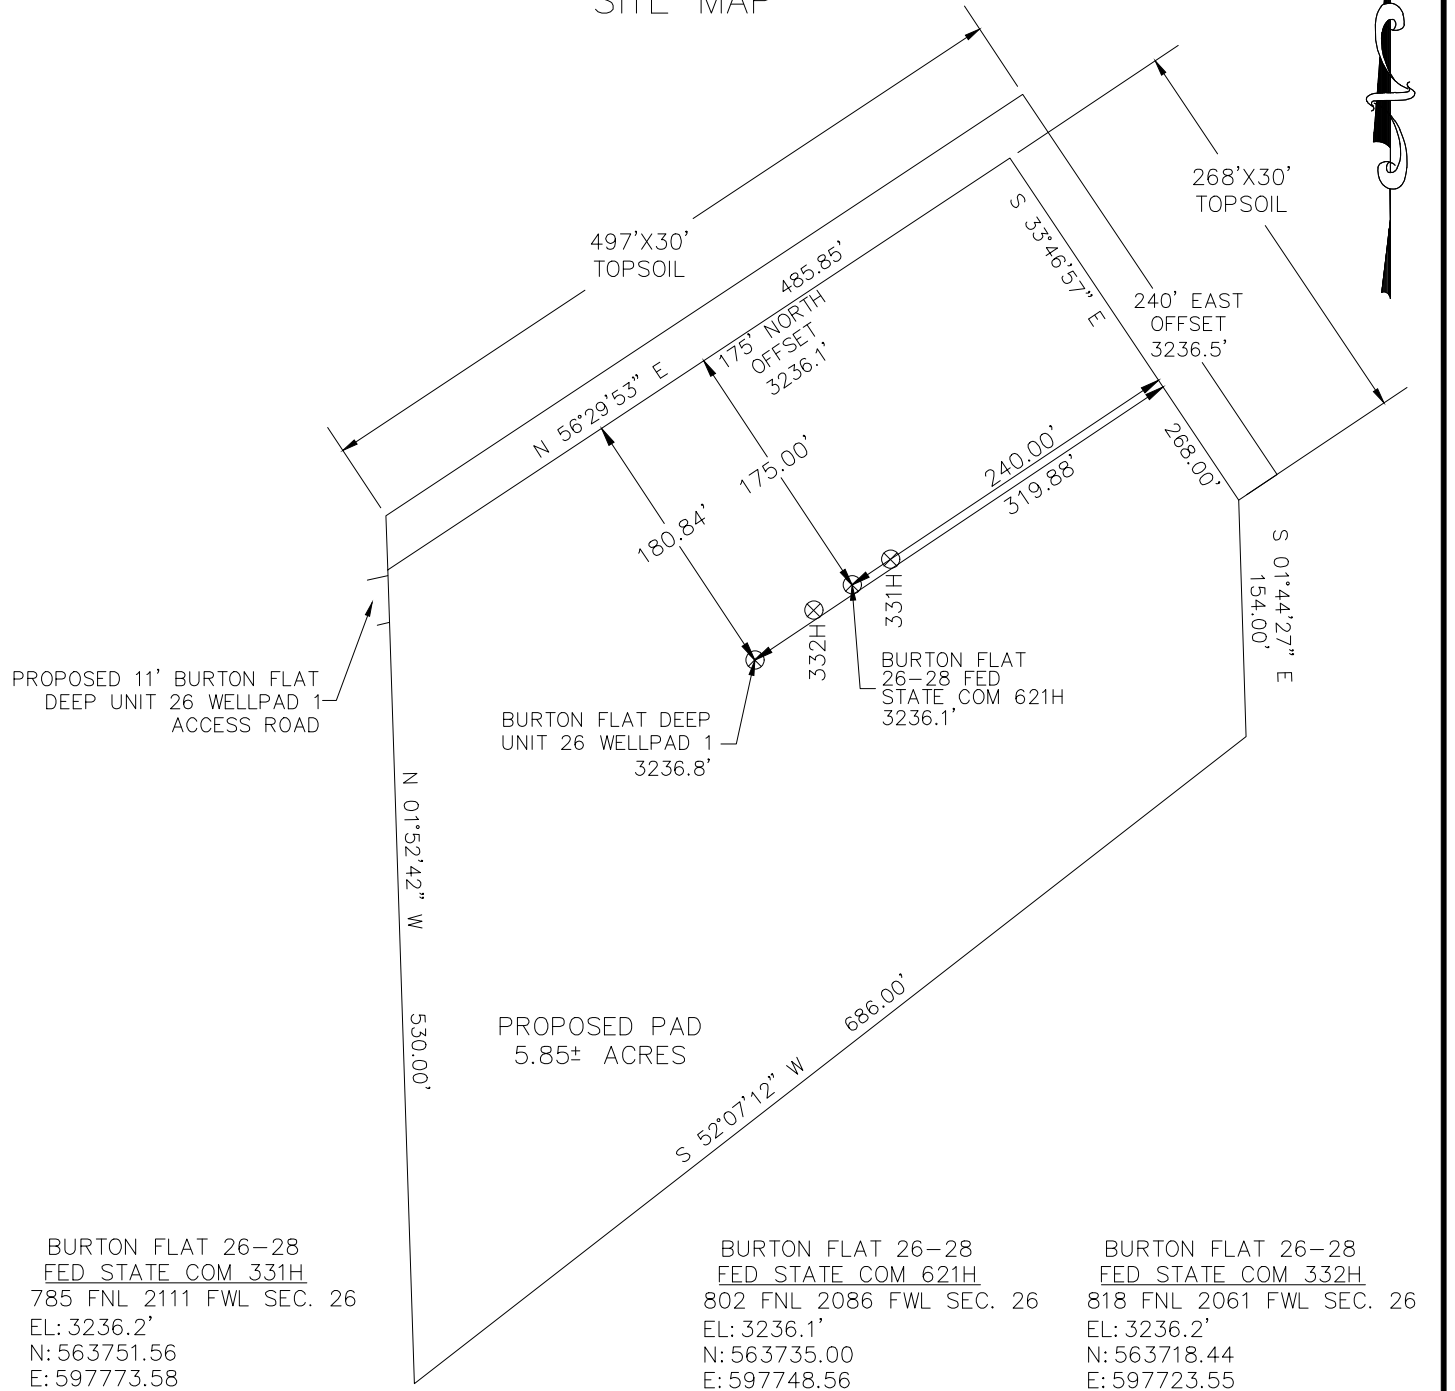 SITE MAP
497'X30'
TOPSOIL
268'X30'
TOPSOIL
485.85'
N 56°29'53" E
175' NORTH
OFFSET
3236.1'
S 33°46'57" E
268.00'
240' EAST
OFFSET
3236.5'
180.84'
175.00'
240.00'
319.88'
S 01°44'27" E
154.00'
331H
332H
BURTON FLAT
26-28 FED
STATE COM 621H
3236.1'
BURTON FLAT DEEP
UNIT 26 WELLPAD 1
3236.8'
PROPOSED 11' BURTON FLAT
DEEP UNIT 26 WELLPAD 1
ACCESS ROAD
N 01°52'42" W
530.00'
PROPOSED PAD
5.85± ACRES
S 52°07'12" W
686.00'
BURTON FLAT 26-28
FED STATE COM 331H
785 FNL 2111 FWL SEC. 26
EL: 3236.2'
N: 563751.56
E: 597773.58
BURTON FLAT 26-28
FED STATE COM 621H
802 FNL 2086 FWL SEC. 26
EL: 3236.1'
N: 563735.00
E: 597748.56
BURTON FLAT 26-28
FED STATE COM 332H
818 FNL 2061 FWL SEC. 26
EL: 3236.2'
N: 563718.44
E: 597723.55